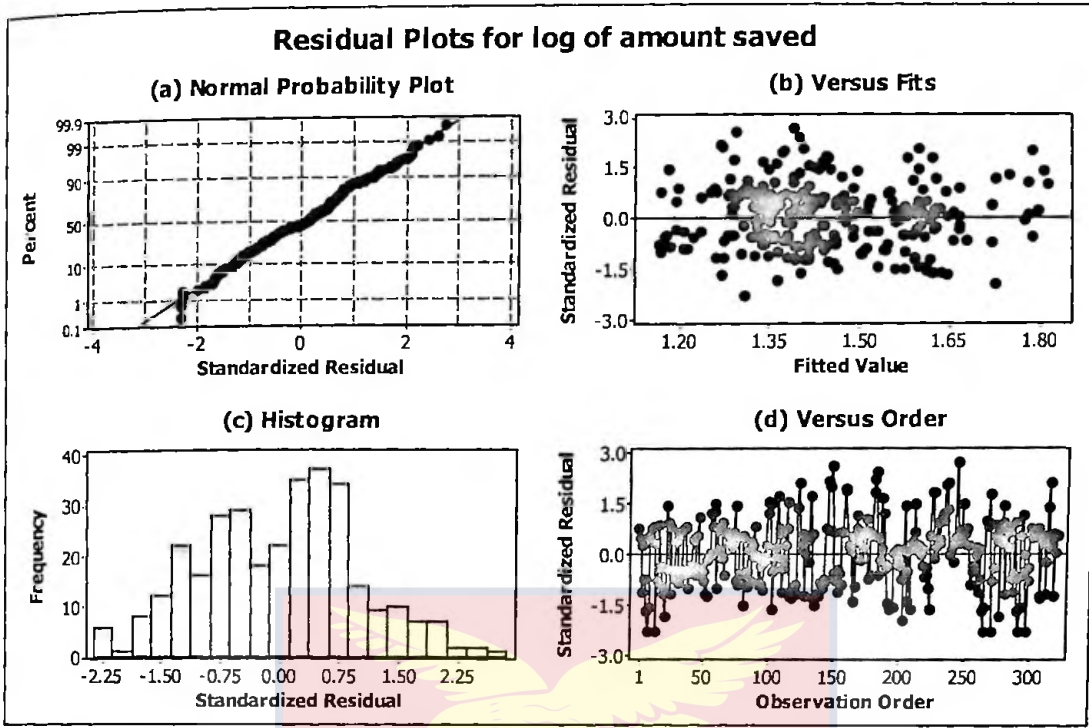 Residual Plots for log of amount saved
(a) Normal Probability Plot
99.9
99
90
50
10
1
0.1
Percent
-4 -2 0 2 4
Standardized Residual
(b) Versus Fits
3.0
1.5
0.0
-1.5
-3.0
Standardized Residual
1.20 1.35 1.50 1.65 1.80
Fitted Value
(c) Histogram
40
30
20
10
0
Frequency
-2.25 -1.50 -0.75 0.00 0.75 1.50 2.25
Standardized Residual
(d) Versus Order
3.0
1.5
0.0
-1.5
-3.0
Standardized Residual
1 50 100 150 200 250 300
Observation Order